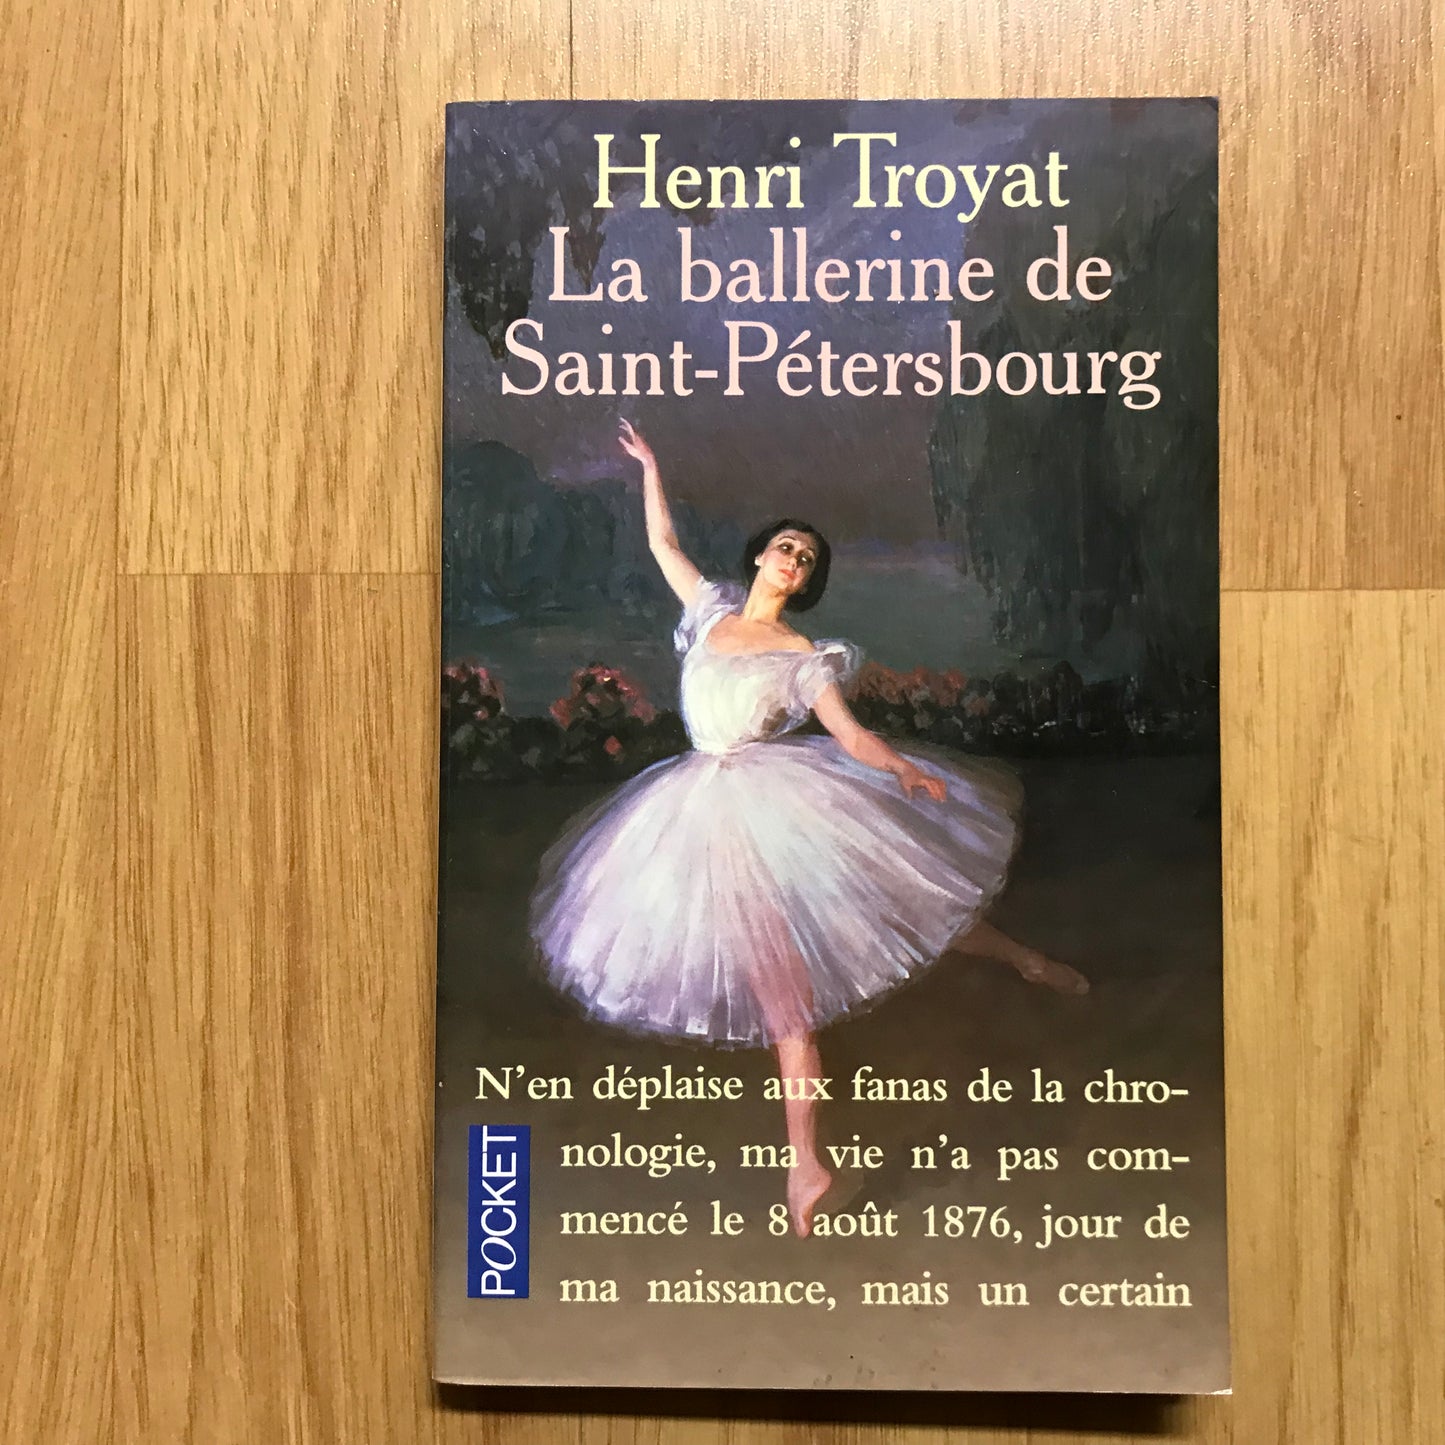 Henri Troyat
La ballerine de
Saint-Pétersbourg
N'en déplaise aux fanas de la chro-
nologie, ma vie n'a pas com-
mencé le 8 août 1876, jour de
ma naissance, mais un certain
POCKET